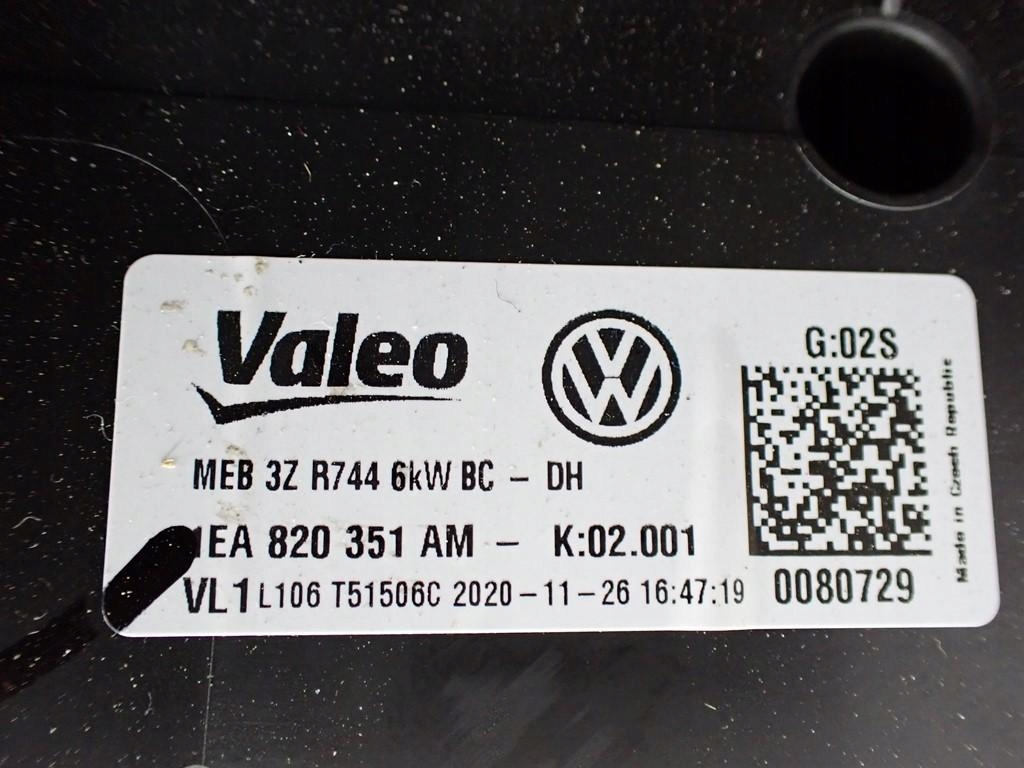 Valeo
G:02S
MEB 3Z R744 6kW BC – DH
1EA 820 351 AM – K:02.001
VL1 L106 T51506C 2020-11-26 16:47:19
0080729
Made in Czech Republic